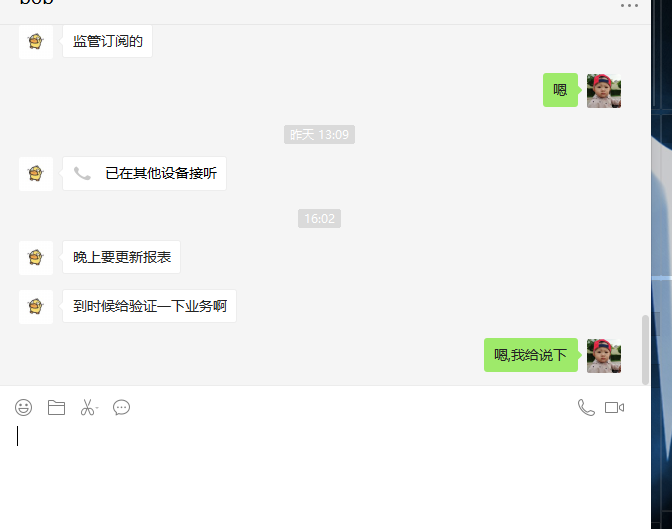 bob
监管订阅的
嗯
昨天 13:09
已在其他设备接听
16:02
晚上要更新报表
到时候给验证一下业务啊
嗯,我给说下